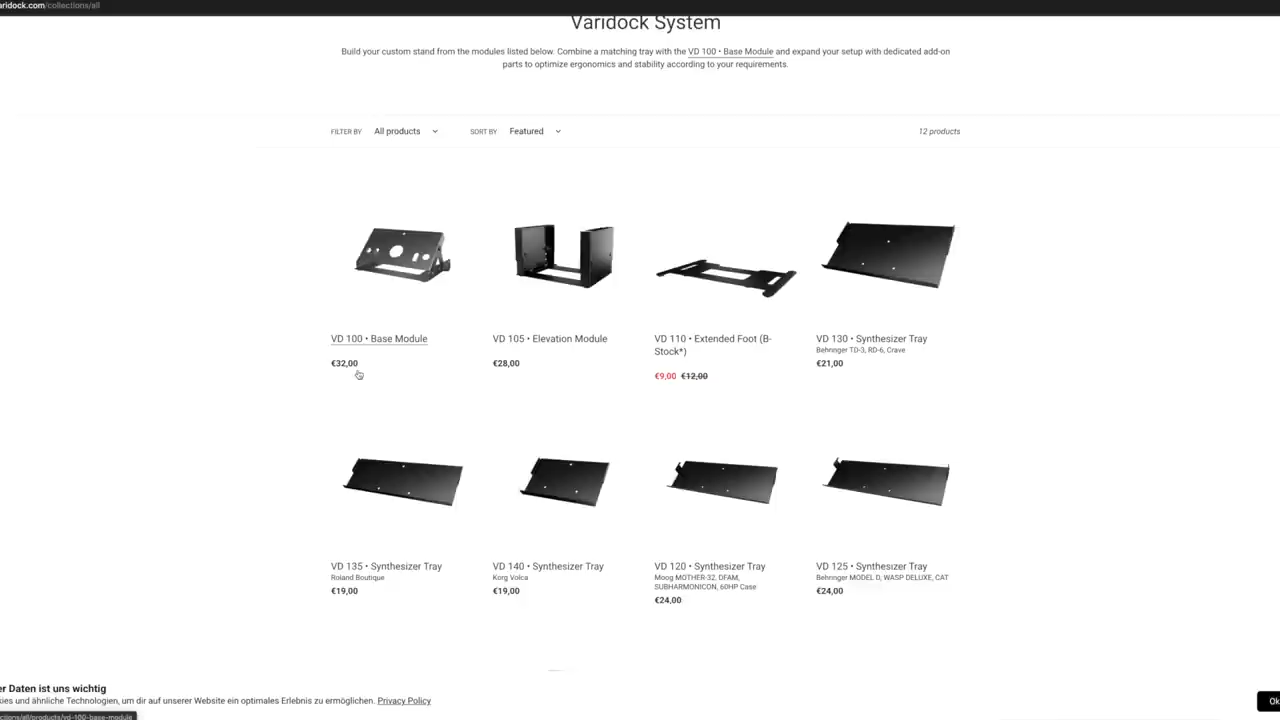 aridock.com/collections/all
Varidock System
Build your custom stand from the modules listed below. Combine a matching tray with the VD 100 • Base Module and expand your setup with dedicated add-on
parts to optimize ergonomics and stability according to your requirements.
FILTER BY All products SORT BY Featured 12 products
VD 100 • Base Module
€32,00
VD 105 • Elevation Module
€28,00
VD 110 • Extended Foot (B-
Stock*)
€9,00 €12,00
VD 130 • Synthesizer Tray
Behringer TD-3, RD-6, Crave
€21,00
VD 135 • Synthesizer Tray
Roland Boutique
€19,00
VD 140 • Synthesizer Tray
Korg Volca
€19,00
VD 120 • Synthesizer Tray
Moog MOTHER-32, DFAM,
SUBHARMONICON, 60HP Case
€24,00
VD 125 • Synthesizer Tray
Behringer MODEL D, WASP DELUXE, CAT
€24,00
er Daten ist uns wichtig
kies und ähnliche Technologien, um dir auf unserer Website ein optimales Erlebnis zu ermöglichen. Privacy Policy
Ok
ctions/all/products/vd-100-base-module